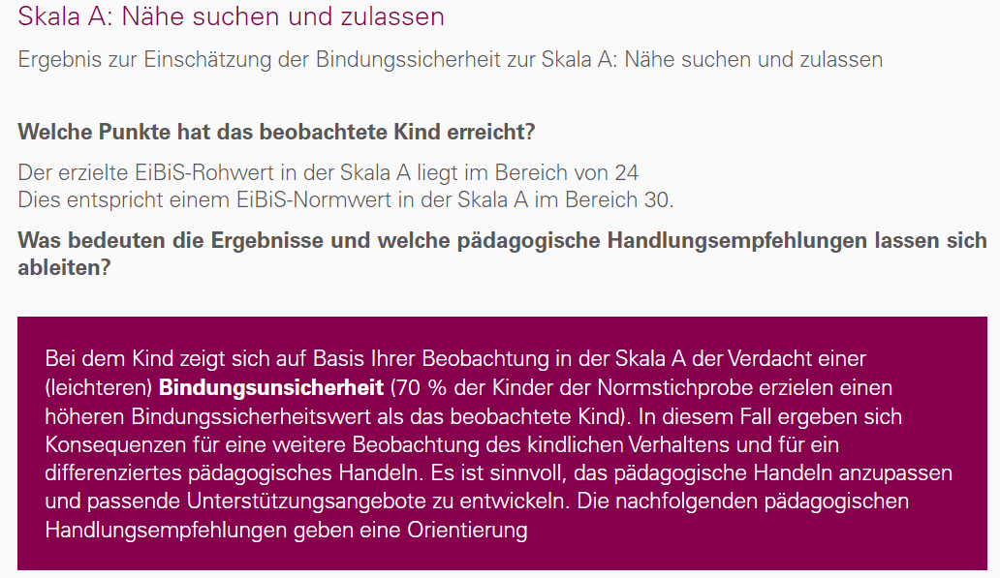 Skala A: Nähe suchen und zulassen
Ergebnis zur Einschätzung der Bindungssicherheit zur Skala A: Nähe suchen und zulassen
Welche Punkte hat das beobachtete Kind erreicht?
Der erzielte EiBiS-Rohwert in der Skala A liegt im Bereich von 24
Dies entspricht einem EiBiS-Normwert in der Skala A im Bereich 30.
Was bedeuten die Ergebnisse und welche pädagogische Handlungsempfehlungen lassen sich
ableiten?
Bei dem Kind zeigt sich auf Basis Ihrer Beobachtung in der Skala A der Verdacht einer
(leichteren) Bindungsunsicherheit (70 % der Kinder der Normstichprobe erzielen einen
höheren Bindungssicherheitswert als das beobachtete Kind). In diesem Fall ergeben sich
Konsequenzen für eine weitere Beobachtung des kindlichen Verhaltens und für ein
differenziertes pädagogisches Handeln. Es ist sinnvoll, das pädagogische Handeln anzupassen
und passende Unterstützungsangebote zu entwickeln. Die nachfolgenden pädagogischen
Handlungsempfehlungen geben eine Orientierung